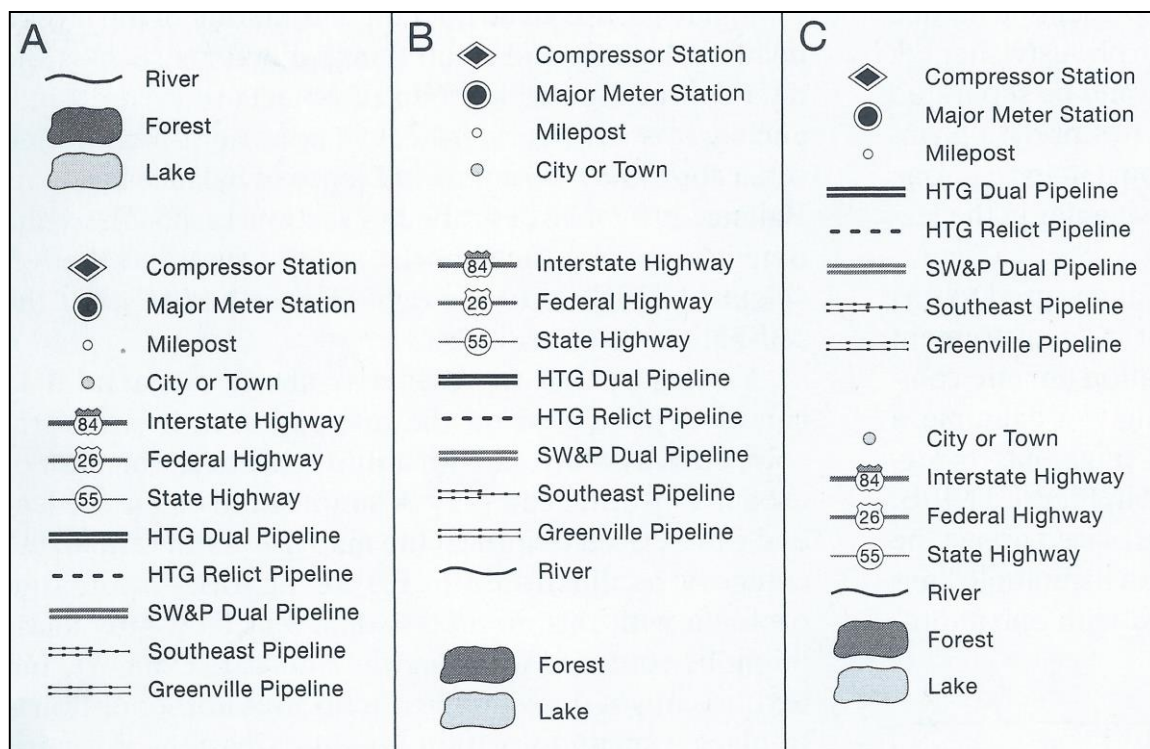 A
River
Forest
Lake
Compressor Station
Major Meter Station
Milepost
City or Town
84 Interstate Highway
26 Federal Highway
55 State Highway
HTG Dual Pipeline
HTG Relict Pipeline
SW&P Dual Pipeline
Southeast Pipeline
Greenville Pipeline
B
Compressor Station
Major Meter Station
Milepost
City or Town
84 Interstate Highway
26 Federal Highway
55 State Highway
HTG Dual Pipeline
HTG Relict Pipeline
SW&P Dual Pipeline
Southeast Pipeline
Greenville Pipeline
River
Forest
Lake
C
Compressor Station
Major Meter Station
Milepost
HTG Dual Pipeline
HTG Relict Pipeline
SW&P Dual Pipeline
Southeast Pipeline
Greenville Pipeline
City or Town
84 Interstate Highway
26 Federal Highway
55 State Highway
River
Forest
Lake